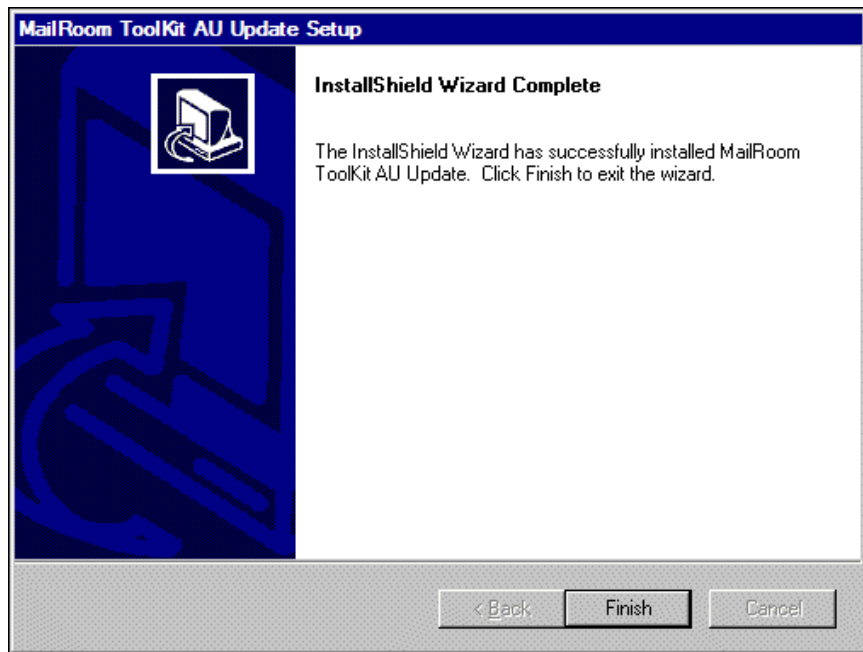 MailRoom ToolKit AU Update Setup
InstallShield Wizard Complete
The InstallShield Wizard has successfully installed MailRoom
ToolKit AU Update.  Click Finish to exit the wizard.
< Back
Finish
Cancel